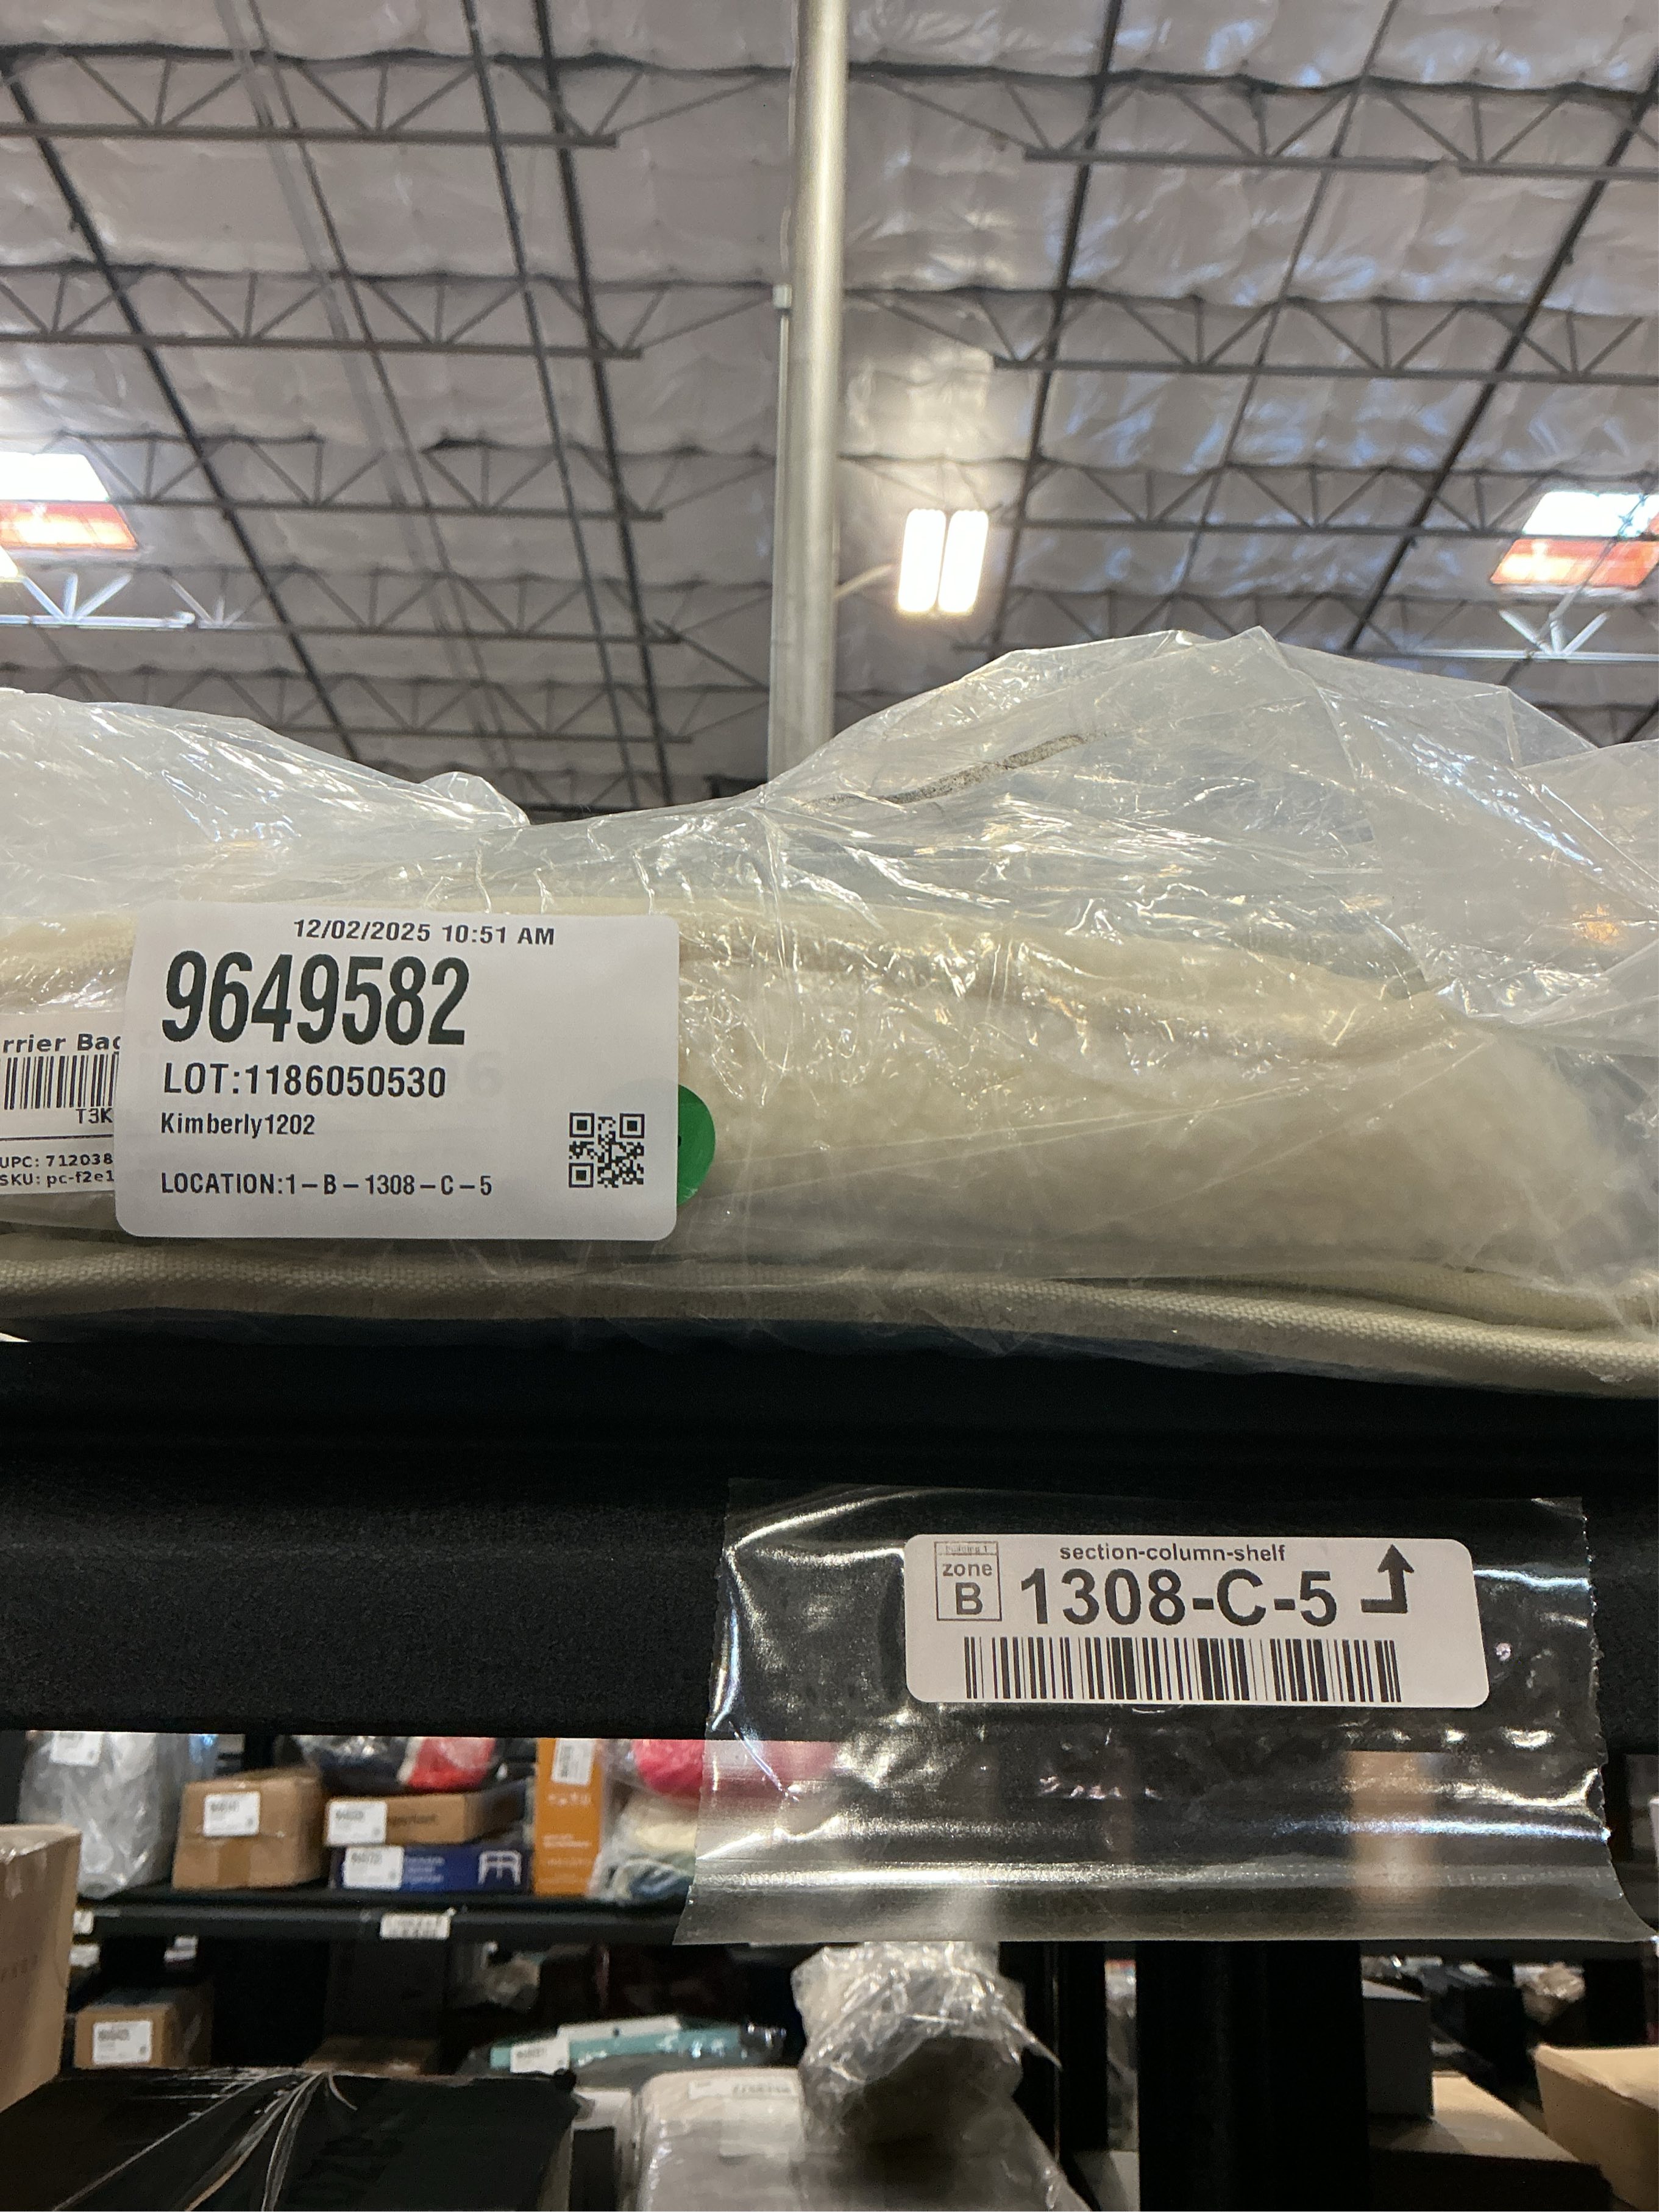 12/02/2025 10:51 AM
9649582
LOT:1186050530
Kimberly1202
LOCATION:1-B-1308-C-5
rrier Bag
T3K
UPC: 712038
SKU: pc-f2e1
building 1
zone
B
section-column-shelf
1308-C-5